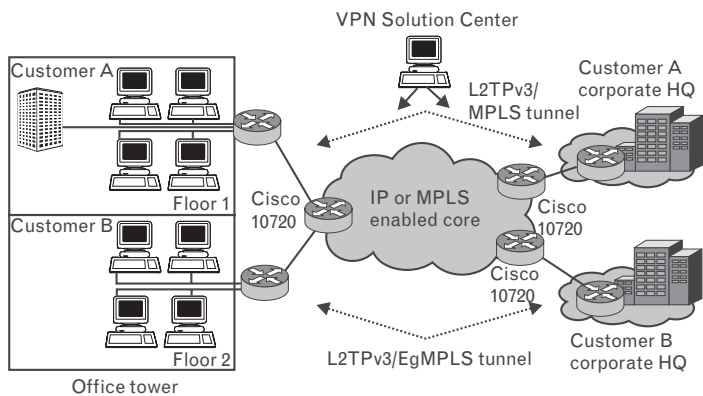 VPN Solution Center
Customer A
L2TPv3/
MPLS tunnel
Customer A
corporate HQ
Floor 1
Cisco
10720
IP or MPLS
enabled core
Cisco
10720
Customer B
Cisco
10720
Floor 2
L2TPv3/EgMPLS tunnel
Customer B
corporate HQ
Office tower